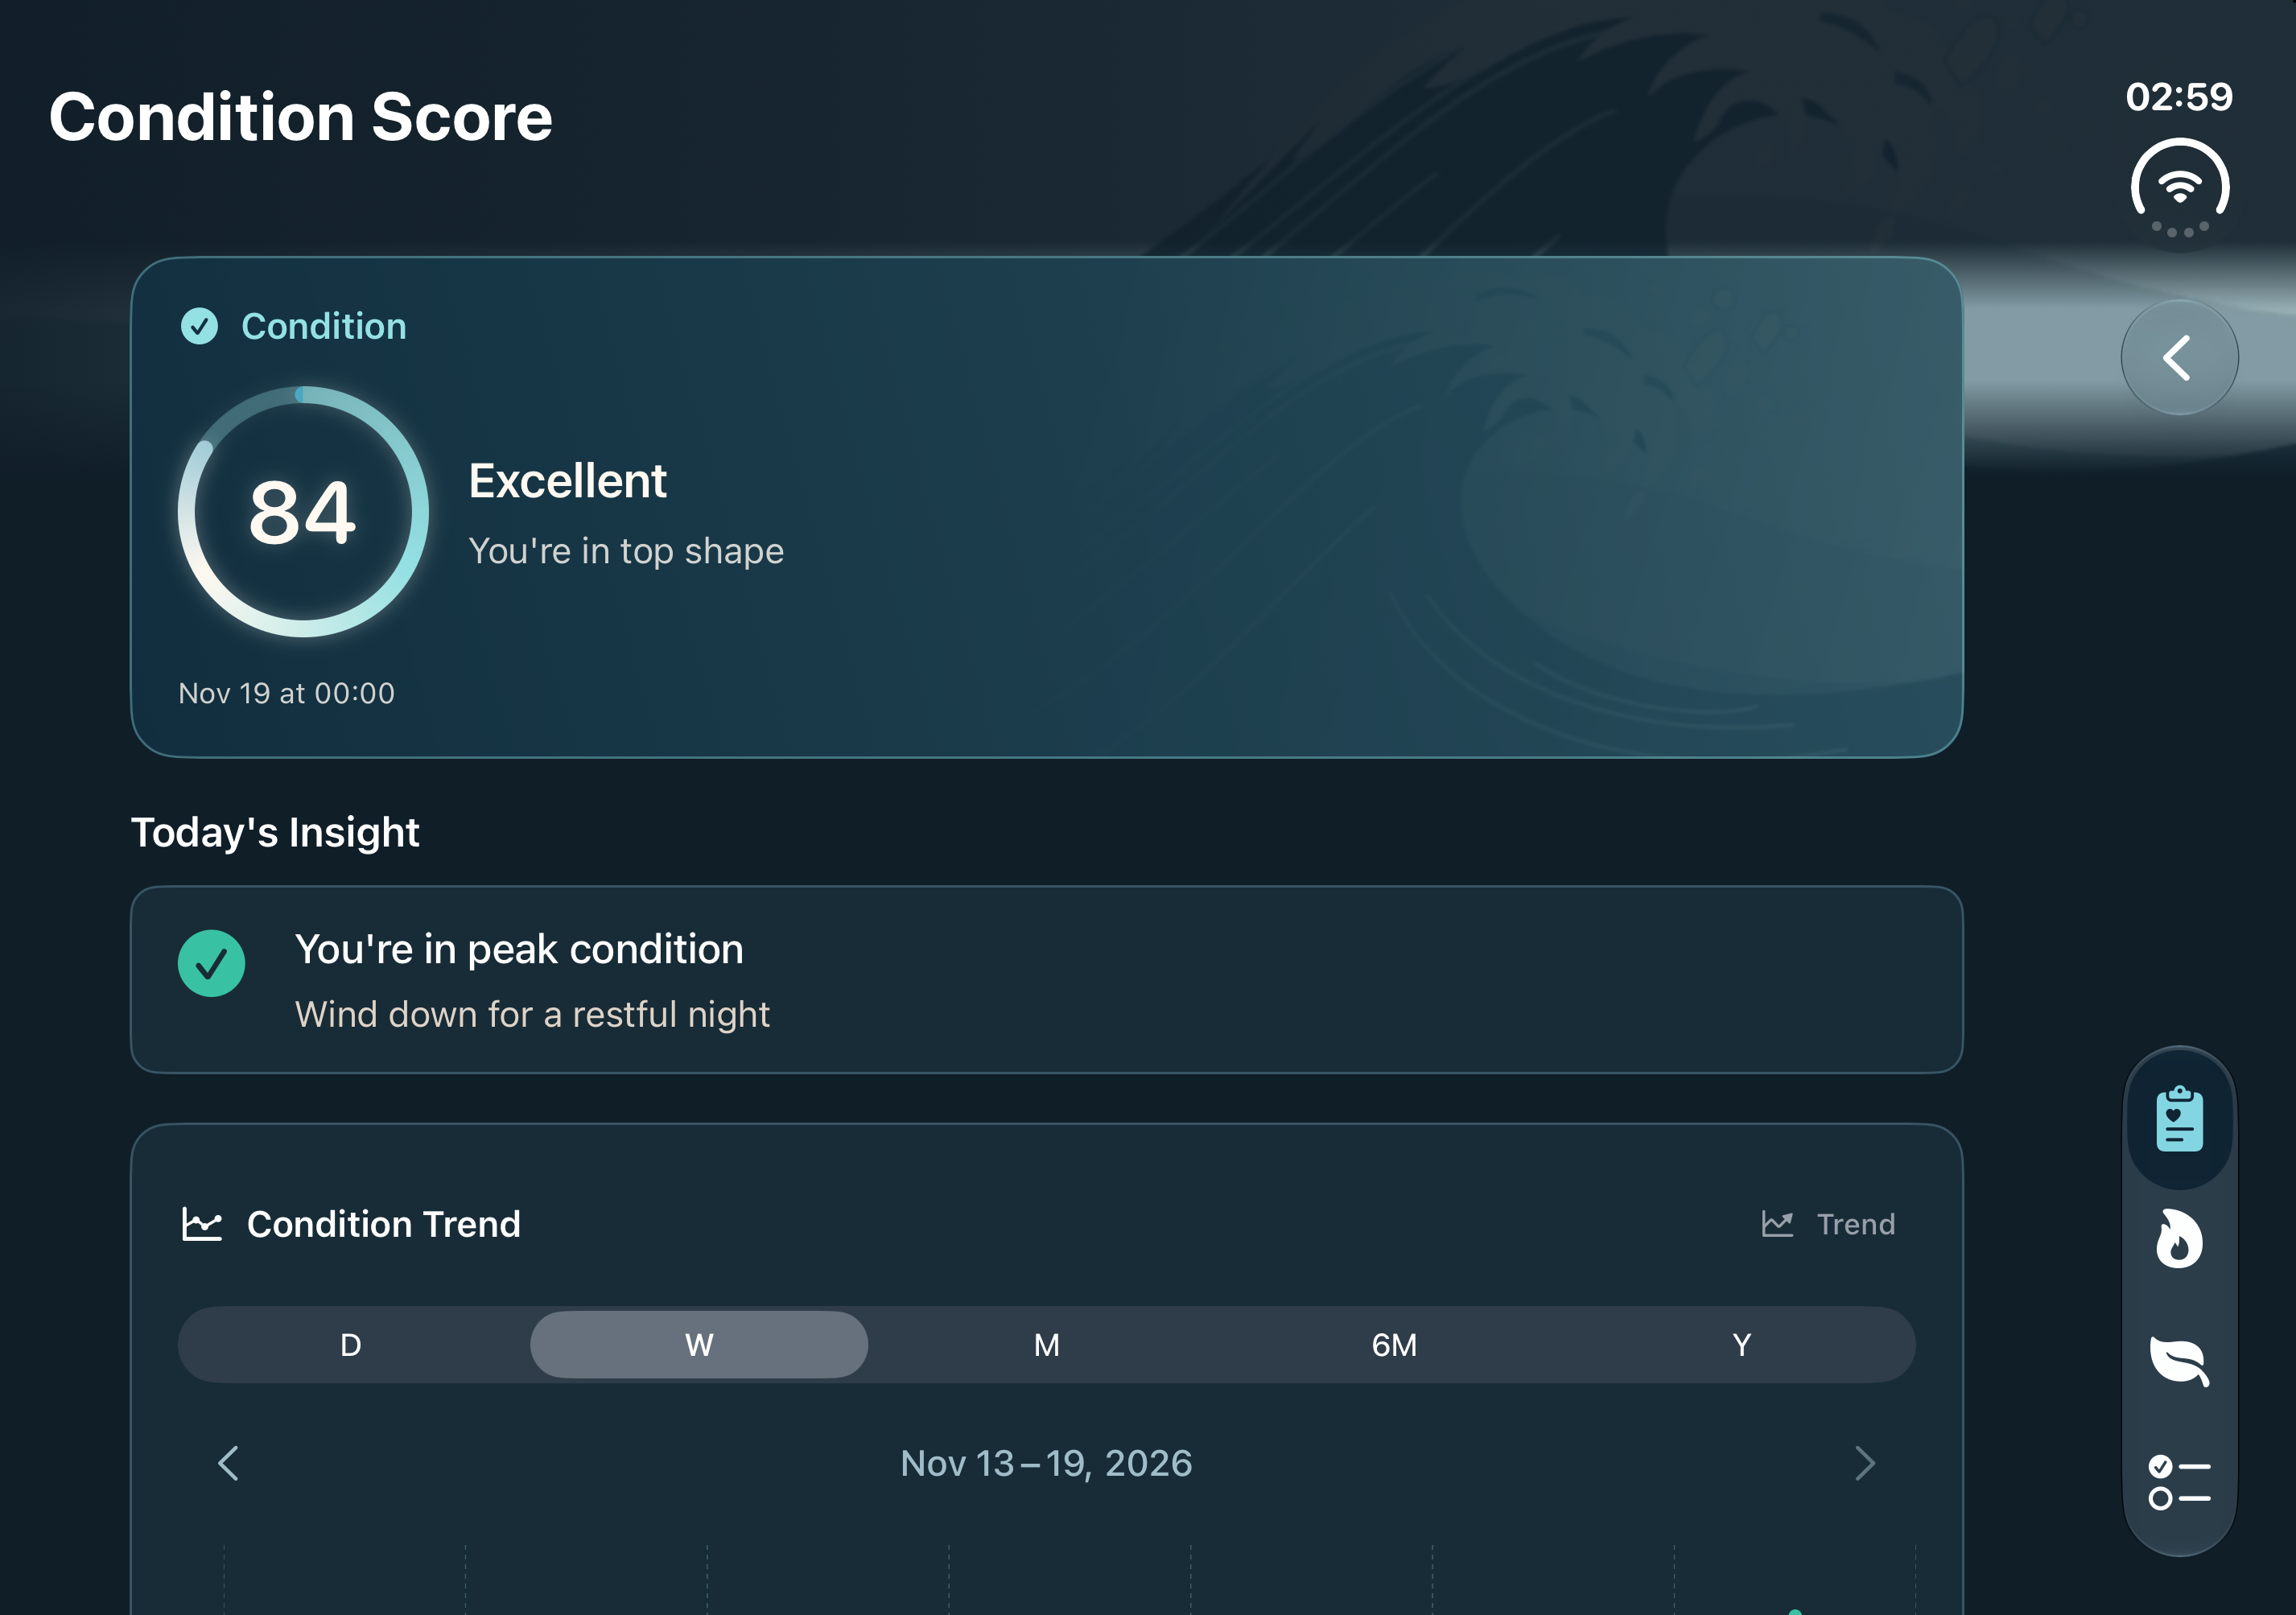 Condition Score
02:59
Condition
84
Excellent
You're in top shape
Nov 19 at 00:00
Today's Insight
You're in peak condition
Wind down for a restful night
Condition Trend
Trend
D
W
M
6M
Y
Nov 13–19, 2026